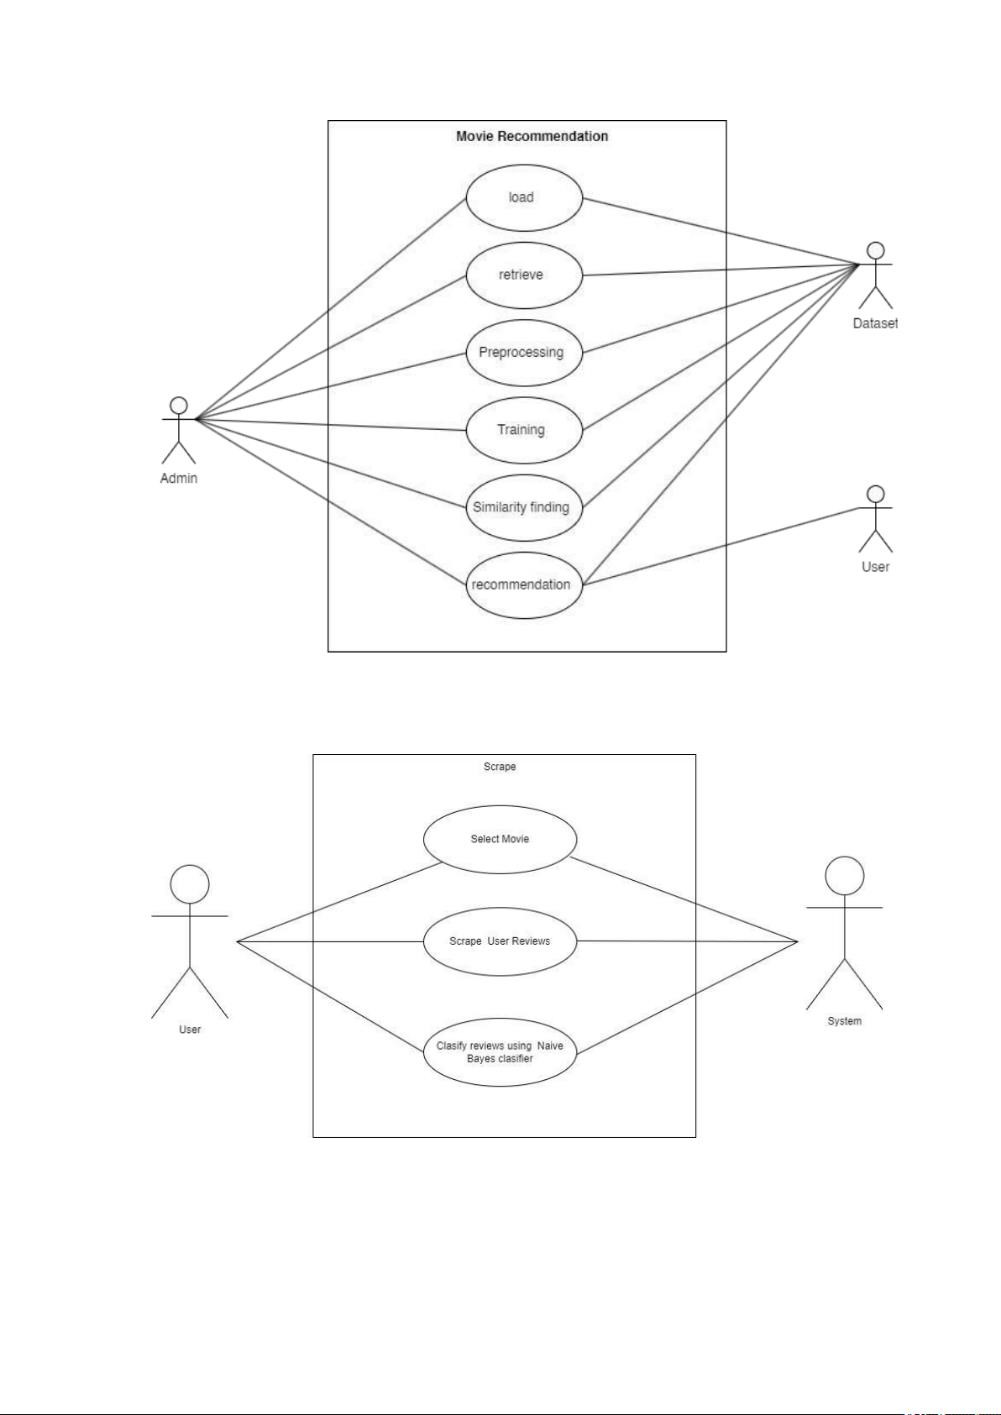 Movie Recommendation
load
retrieve
Preprocessing
Training
Similarity finding
recommendation
Admin
Dataset
User
Scrape
Select Movie
Scrape User Reviews
Clasify reviews using Naive
Bayes clasifier
User
System